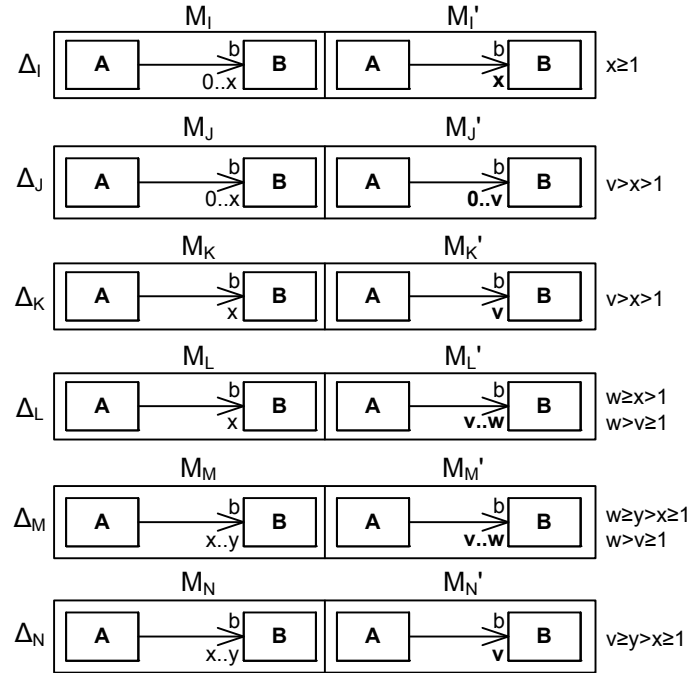 M_I M_I'
Δ_I A b 0..x B A b x B x≥1
M_J M_J'
Δ_J A b 0..x B A b 0..v B v>x>1
M_K M_K'
Δ_K A b x B A b v B v>x>1
M_L M_L'
Δ_L A b x B A b v..w B w≥x>1
w>v≥1
M_M M_M'
Δ_M A b x..y B A b v..w B w≥y>x≥1
w>v≥1
M_N M_N'
Δ_N A b x..y B A b v B v≥y>x≥1